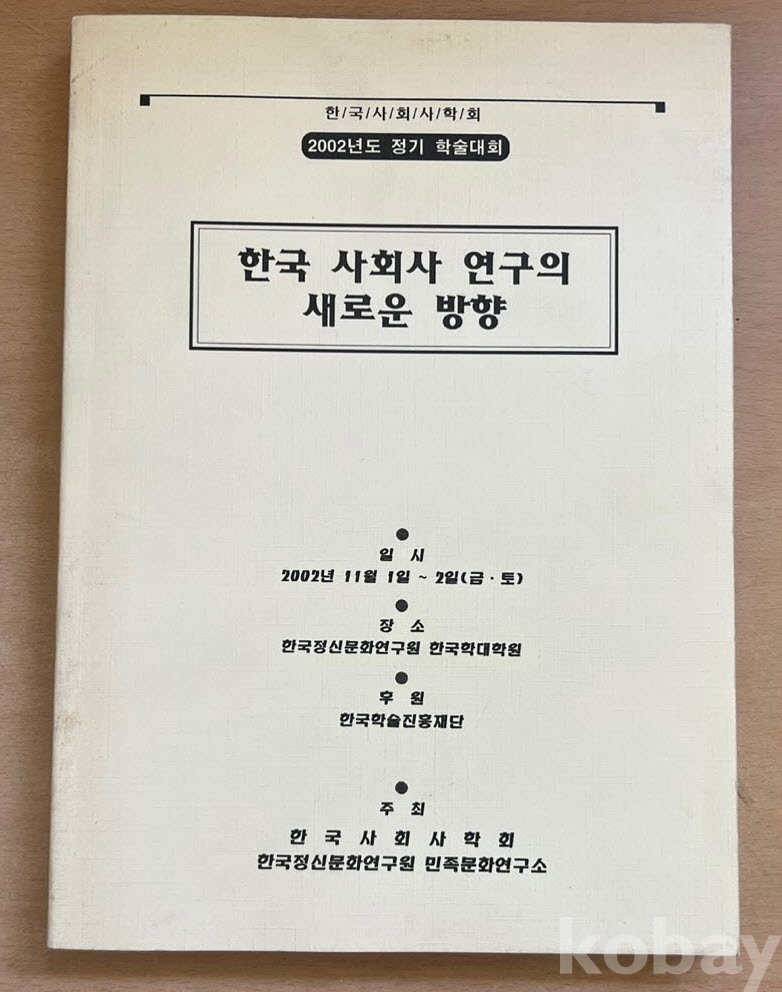 한/국/사/회/사/학/회
2002년도 정기 학술대회
한국 사회사 연구의
새로운 방향
일 시
2002년 11월 1일 ~ 2일(금·토)
장 소
한국정신문화연구원 한국학대학원
후 원
한국학술진흥재단
주 최
한 국 사 회 사 학 회
한국정신문화연구원 민족문화연구소
kobay